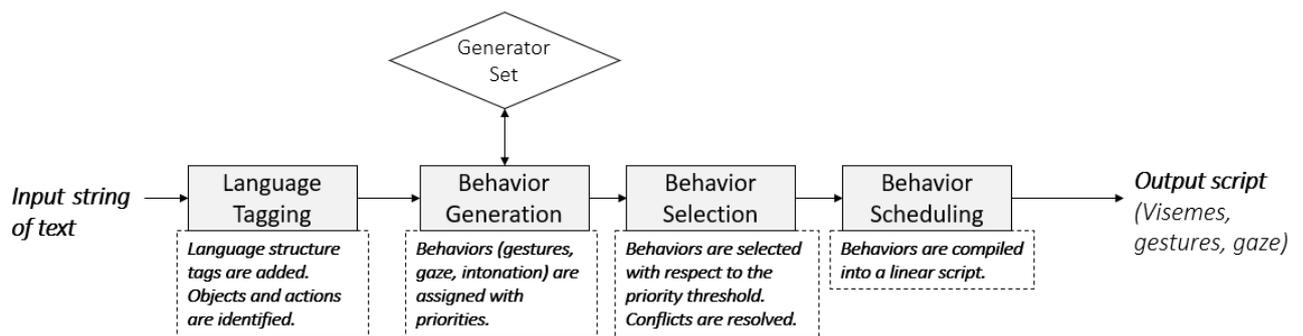 Generator
Set
Input string
of text
Language
Tagging
Behavior
Generation
Behavior
Selection
Behavior
Scheduling
Output script
(Visemes,
gestures, gaze)
Language structure
tags are added.
Objects and actions
are identified.
Behaviors (gestures,
gaze, intonation) are
assigned with
priorities.
Behaviors are selected
with respect to the
priority threshold.
Conflicts are resolved.
Behaviors are compiled
into a linear script.